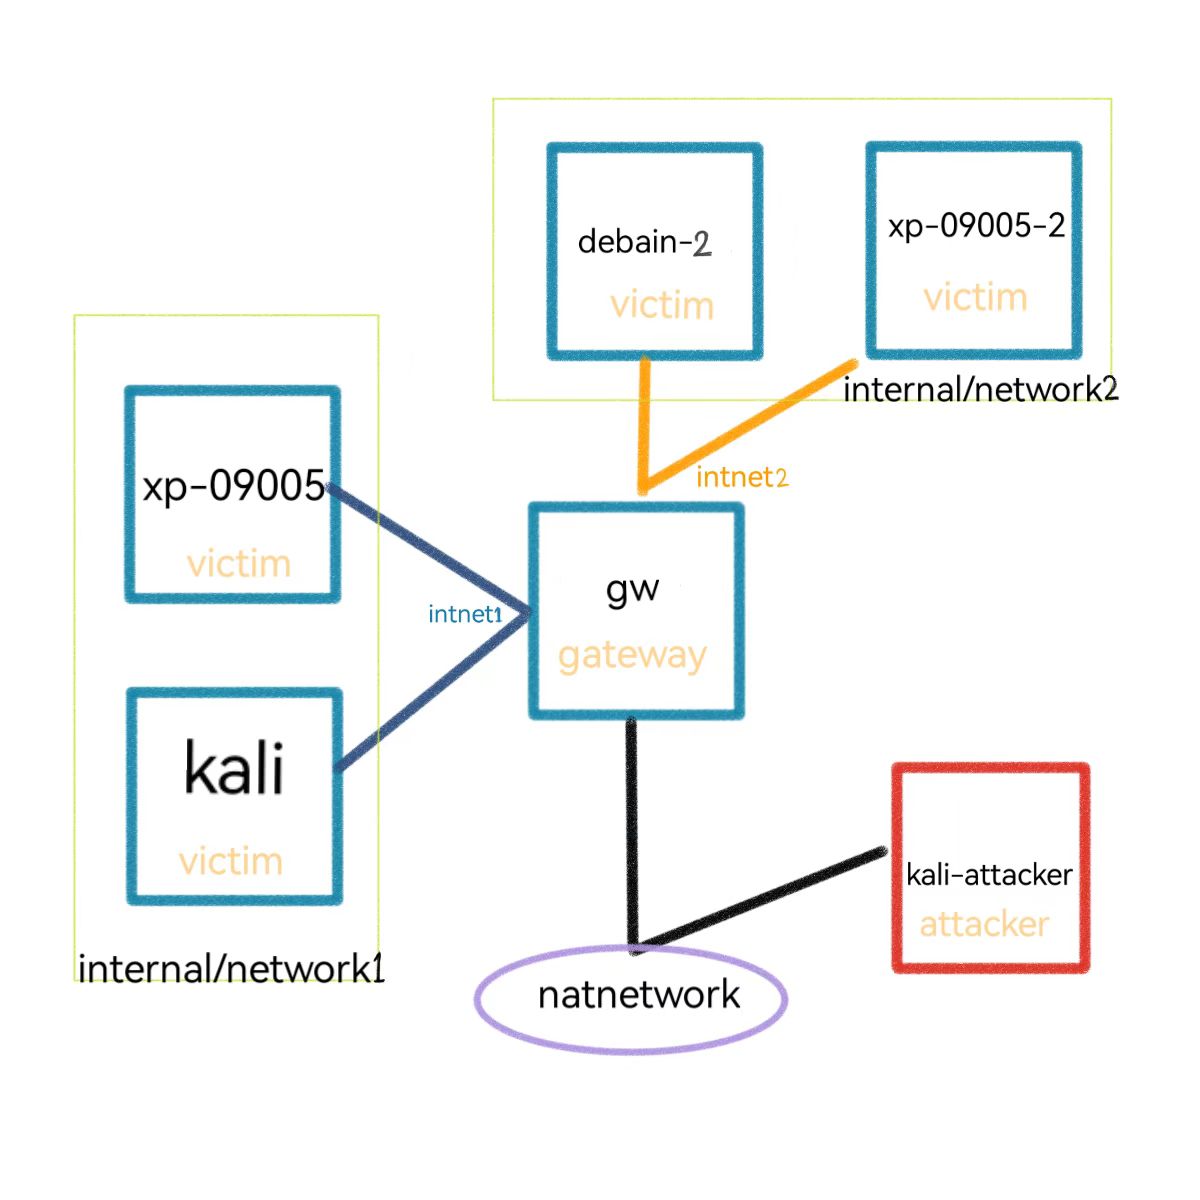 debain-2
victim
xp-09005-2
victim
internal/network2
intnet2
xp-09005
victim
intnet1
gw
gateway
kali
victim
internal/network1
kali-attacker
attacker
natnetwork